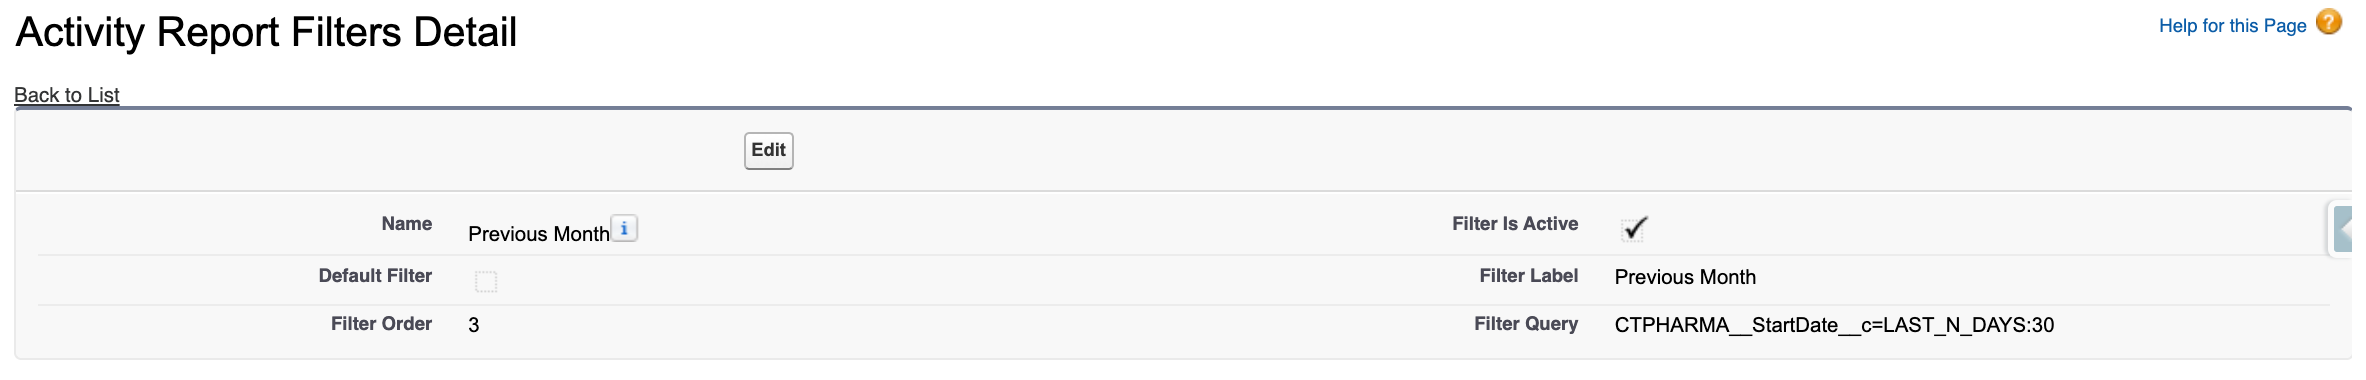 Activity Report Filters Detail
Help for this Page ?
Back to List
Edit
Name Previous Month i
Filter Is Active
Default Filter
Filter Label Previous Month
Filter Order 3
Filter Query CTPHARMA__StartDate__c=LAST_N_DAYS:30